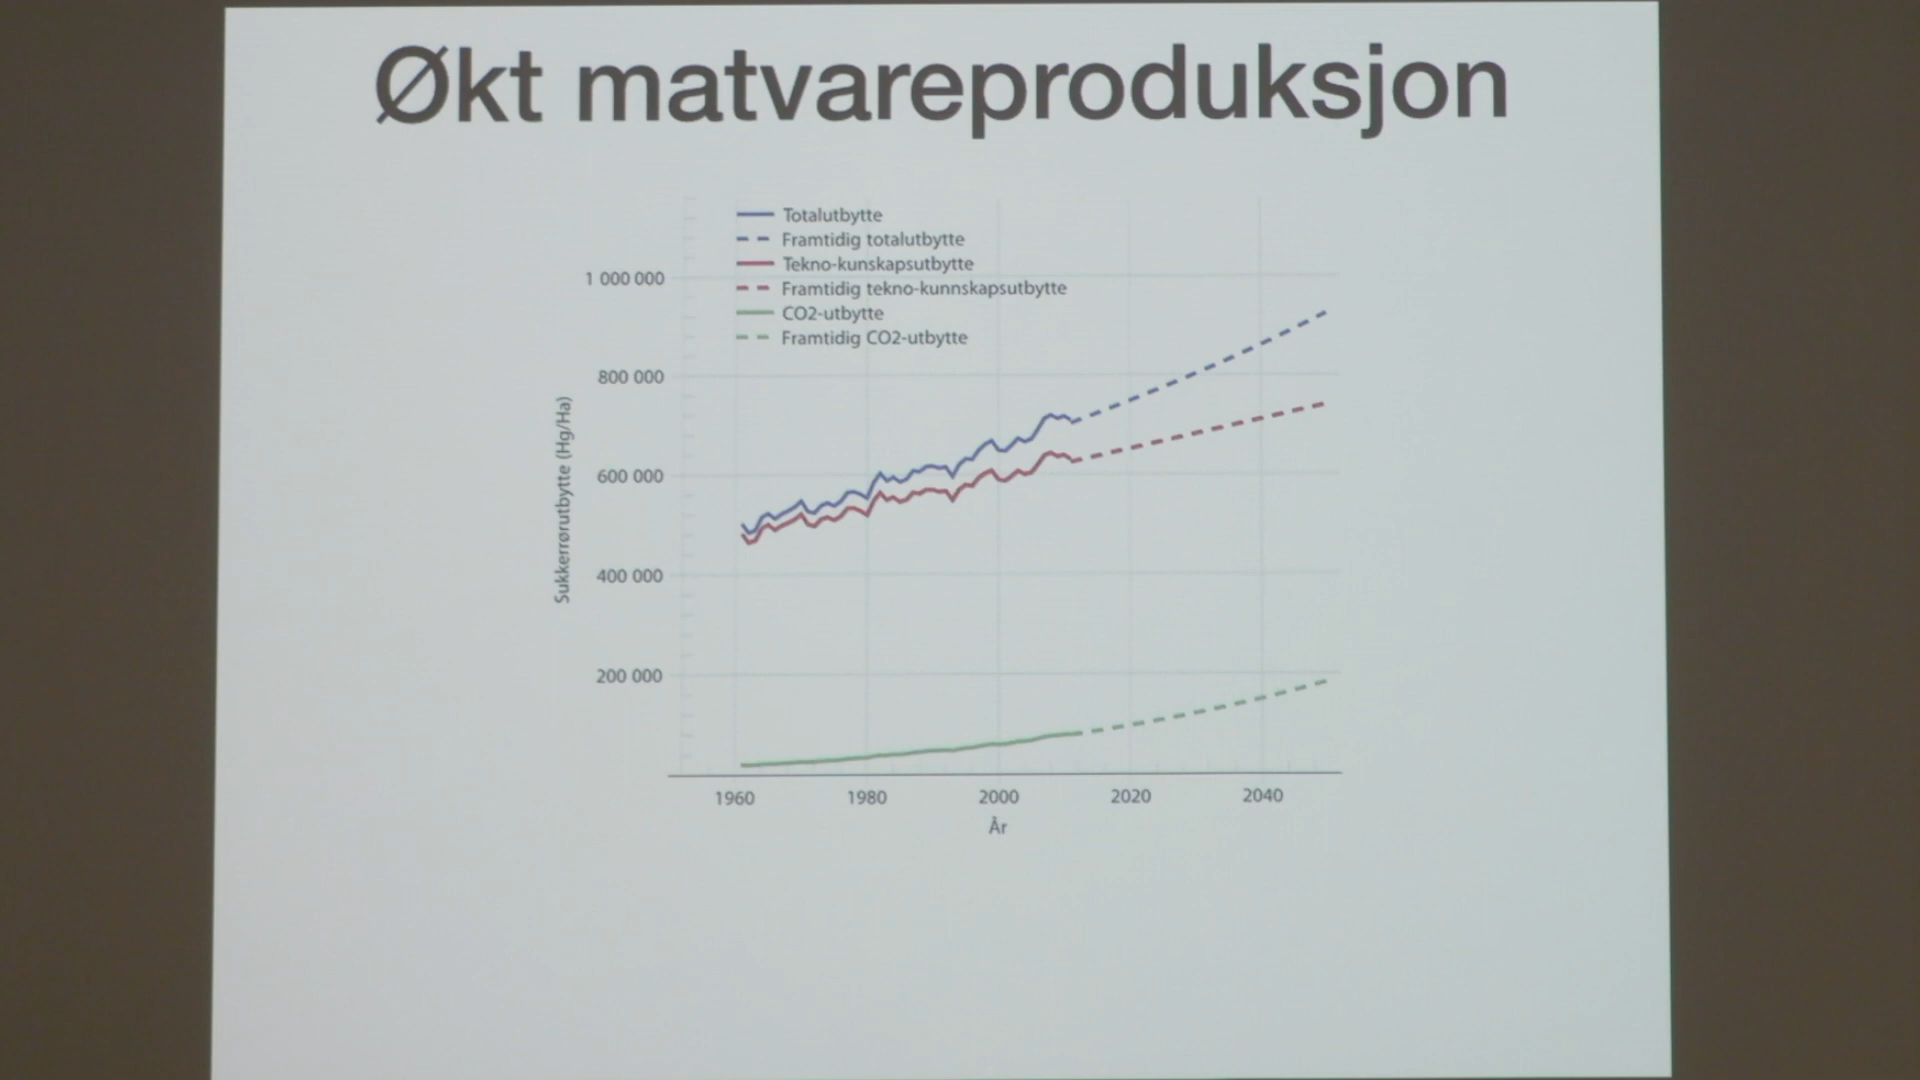 Økt matvareproduksjon
Totalutbytte
Framtidig totalutbytte
Tekno-kunskapsutbytte
Framtidig tekno-kunnskapsutbytte
CO2-utbytte
Framtidig CO2-utbytte
1 000 000
800 000
600 000
400 000
200 000
Sukkerrørutbytte (Hg/Ha)
1960
1980
2000
2020
2040
År